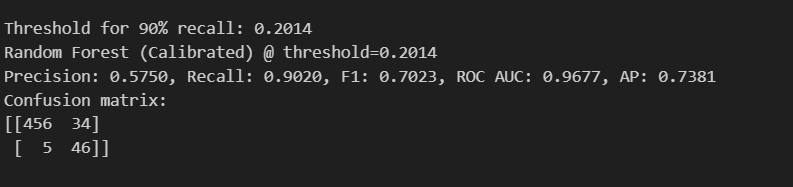 Threshold for 90% recall: 0.2014
Random Forest (Calibrated) @ threshold=0.2014
Precision: 0.5750, Recall: 0.9020, F1: 0.7023, ROC AUC: 0.9677, AP: 0.7381
Confusion matrix:
[[456  34]
 [  5  46]]